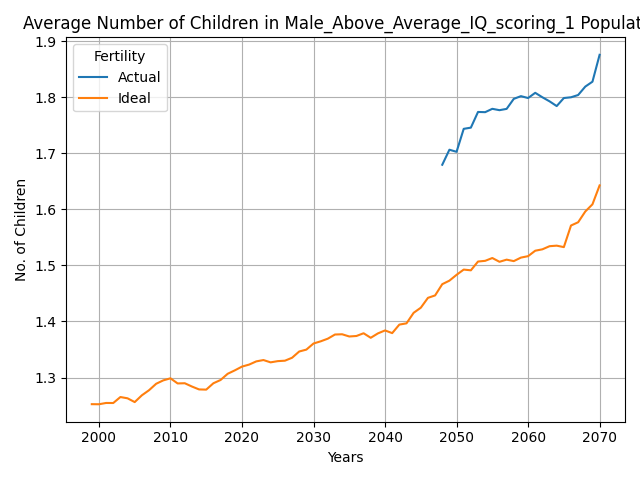 Average Number of Children in Male_Above_Average_IQ_scoring_1 Populat
Fertility
Actual
Ideal
No. of Children
1.9
1.8
1.7
1.6
1.5
1.4
1.3
2000 2010 2020 2030 2040 2050 2060 2070
Years